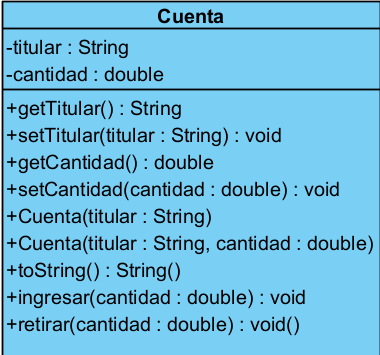 Cuenta
-titular : String
-cantidad : double
+getTitular() : String
+setTitular(titular : String) : void
+getCantidad() : double
+setCantidad(cantidad : double) : void
+Cuenta(titular : String)
+Cuenta(titular : String, cantidad : double)
+toString() : String()
+ingresar(cantidad : double) : void
+retirar(cantidad : double) : void()